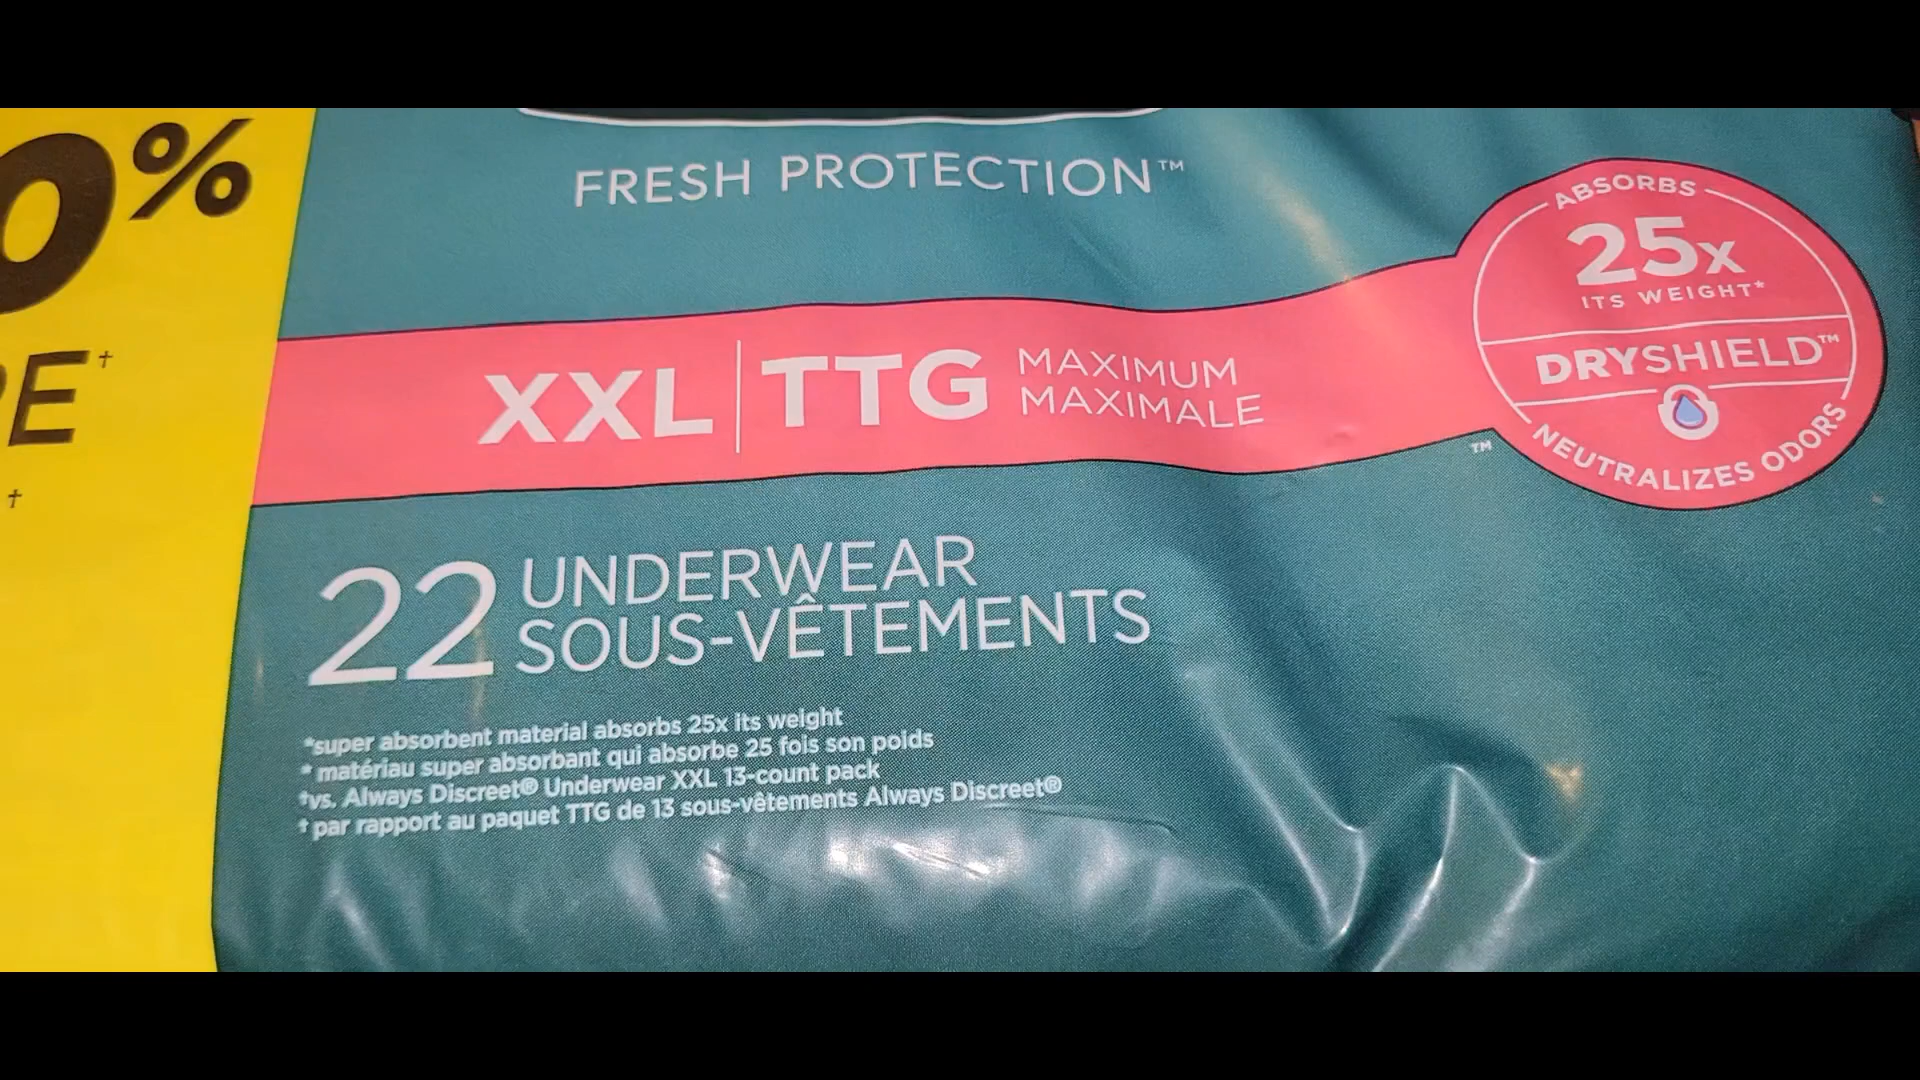 0%
E†
†
FRESH PROTECTION™
XXL | TTG MAXIMUM
MAXIMALE
ABSORBS
25x
ITS WEIGHT*
DRYSHIELD™
NEUTRALIZES ODORS
™
22 UNDERWEAR
SOUS-VÊTEMENTS
*super absorbent material absorbs 25x its weight
* matériau super absorbant qui absorbe 25 fois son poids
†vs. Always Discreet® Underwear XXL 13-count pack
† par rapport au paquet TTG de 13 sous-vêtements Always Discreet®